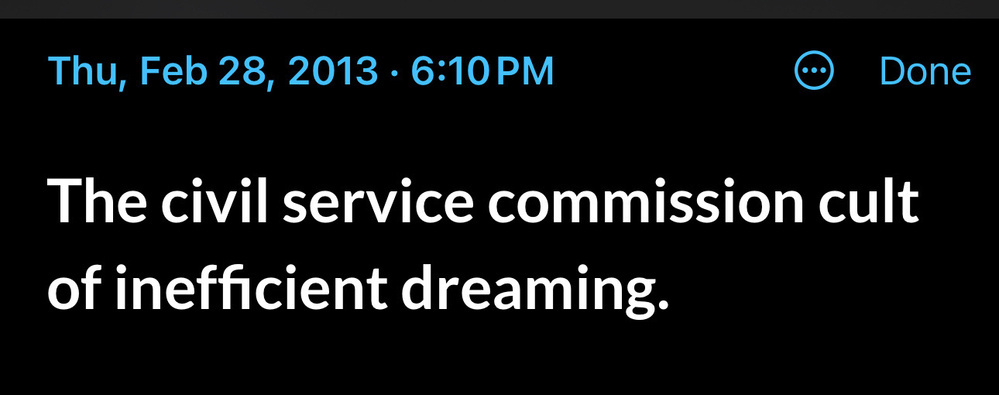 Thu, Feb 28, 2013 · 6:10 PM
Done
The civil service commission cult
of inefficient dreaming.